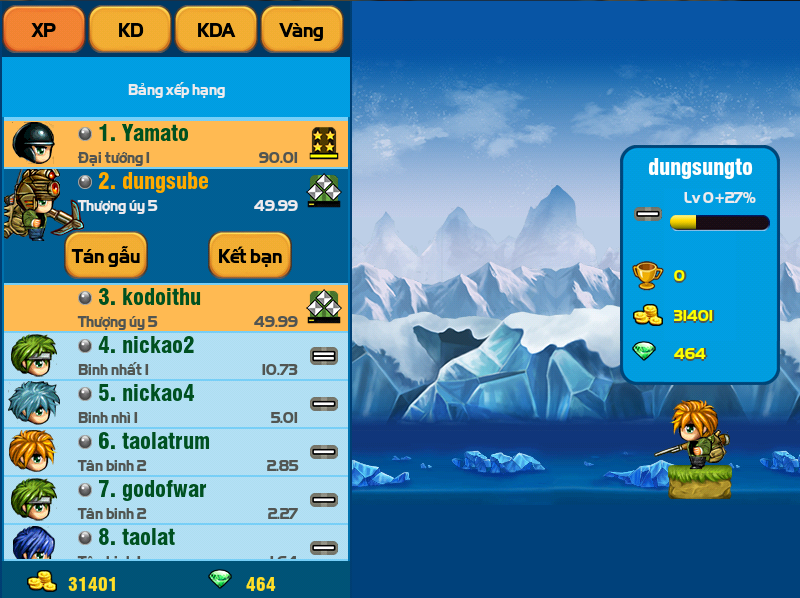 XP
KD
KDA
Vàng
Bảng xếp hạng
1. Yamato
Đại tướng 1
90.01
2. dungsube
Thượng úy 5
49.99
Tán gẫu
Kết bạn
3. kodoithu
Thượng úy 5
49.99
4. nickao2
Binh nhất 1
10.73
5. nickao4
Binh nhì 1
5.01
6. taolatrum
Tân binh 2
2.85
7. godofwar
Tân binh 2
2.27
8. taolat
31401
464
dungsungto
Lv 0+27%
0
31401
464